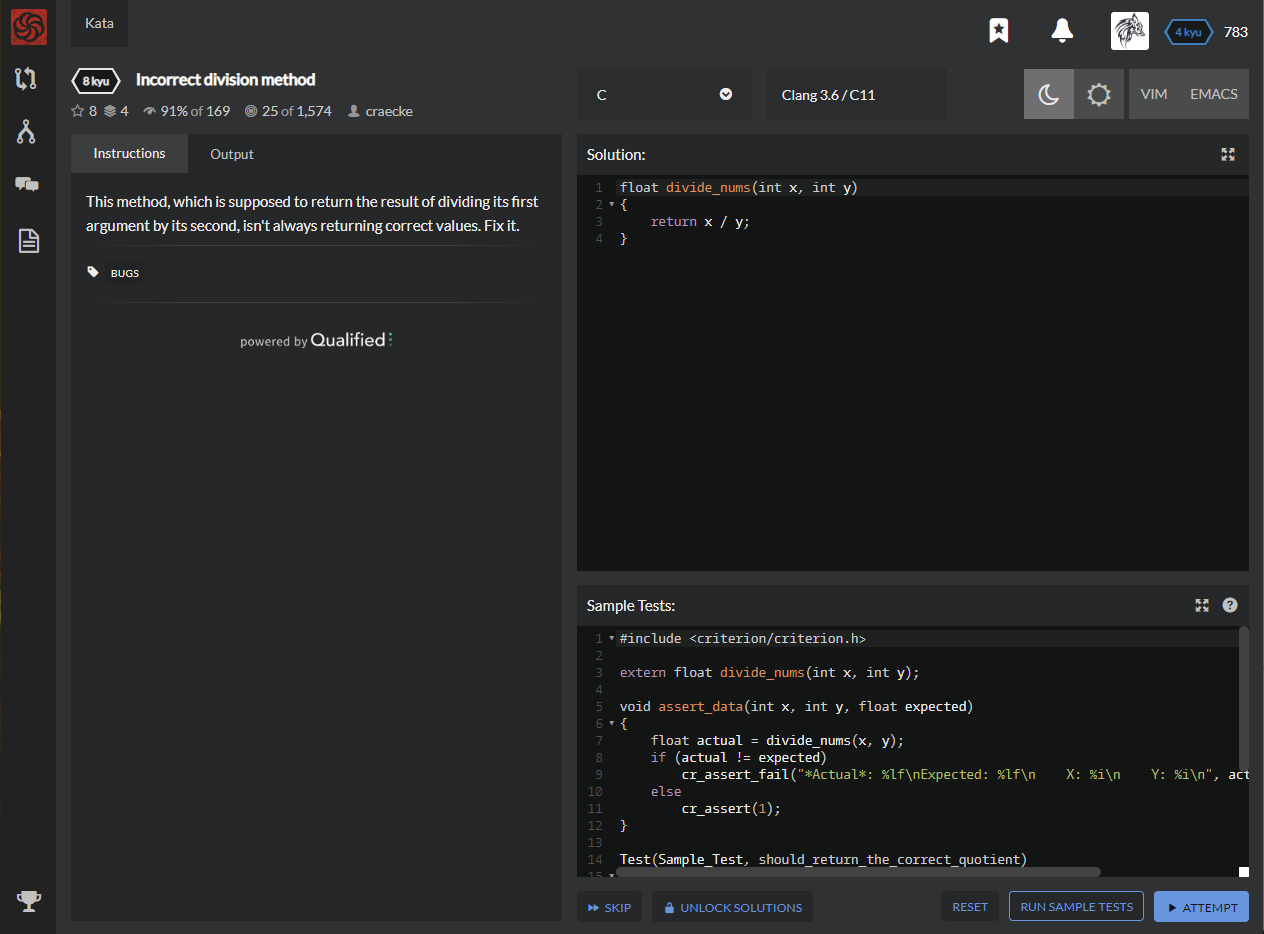 Kata
4 kyu 783
8 kyu Incorrect division method
8 4 91% of 169 25 of 1,574 craecke
C
Clang 3.6 / C11
VIM EMACS
Instructions Output
This method, which is supposed to return the result of dividing its first
argument by its second, isn't always returning correct values. Fix it.
BUGS
powered by Qualified
Solution:
1 float divide_nums(int x, int y)
2 {
3 return x / y;
4 }
Sample Tests:
1 #include <criterion/criterion.h>
2
3 extern float divide_nums(int x, int y);
4
5 void assert_data(int x, int y, float expected)
6 {
7 float actual = divide_nums(x, y);
8 if (actual != expected)
9 cr_assert_fail("*Actual*: %lf\nExpected: %lf\n    X: %i\n    Y: %i\n", act
10 else
11 cr_assert(1);
12 }
13
14 Test(Sample_Test, should_return_the_correct_quotient)
15
SKIP UNLOCK SOLUTIONS RESET RUN SAMPLE TESTS ATTEMPT